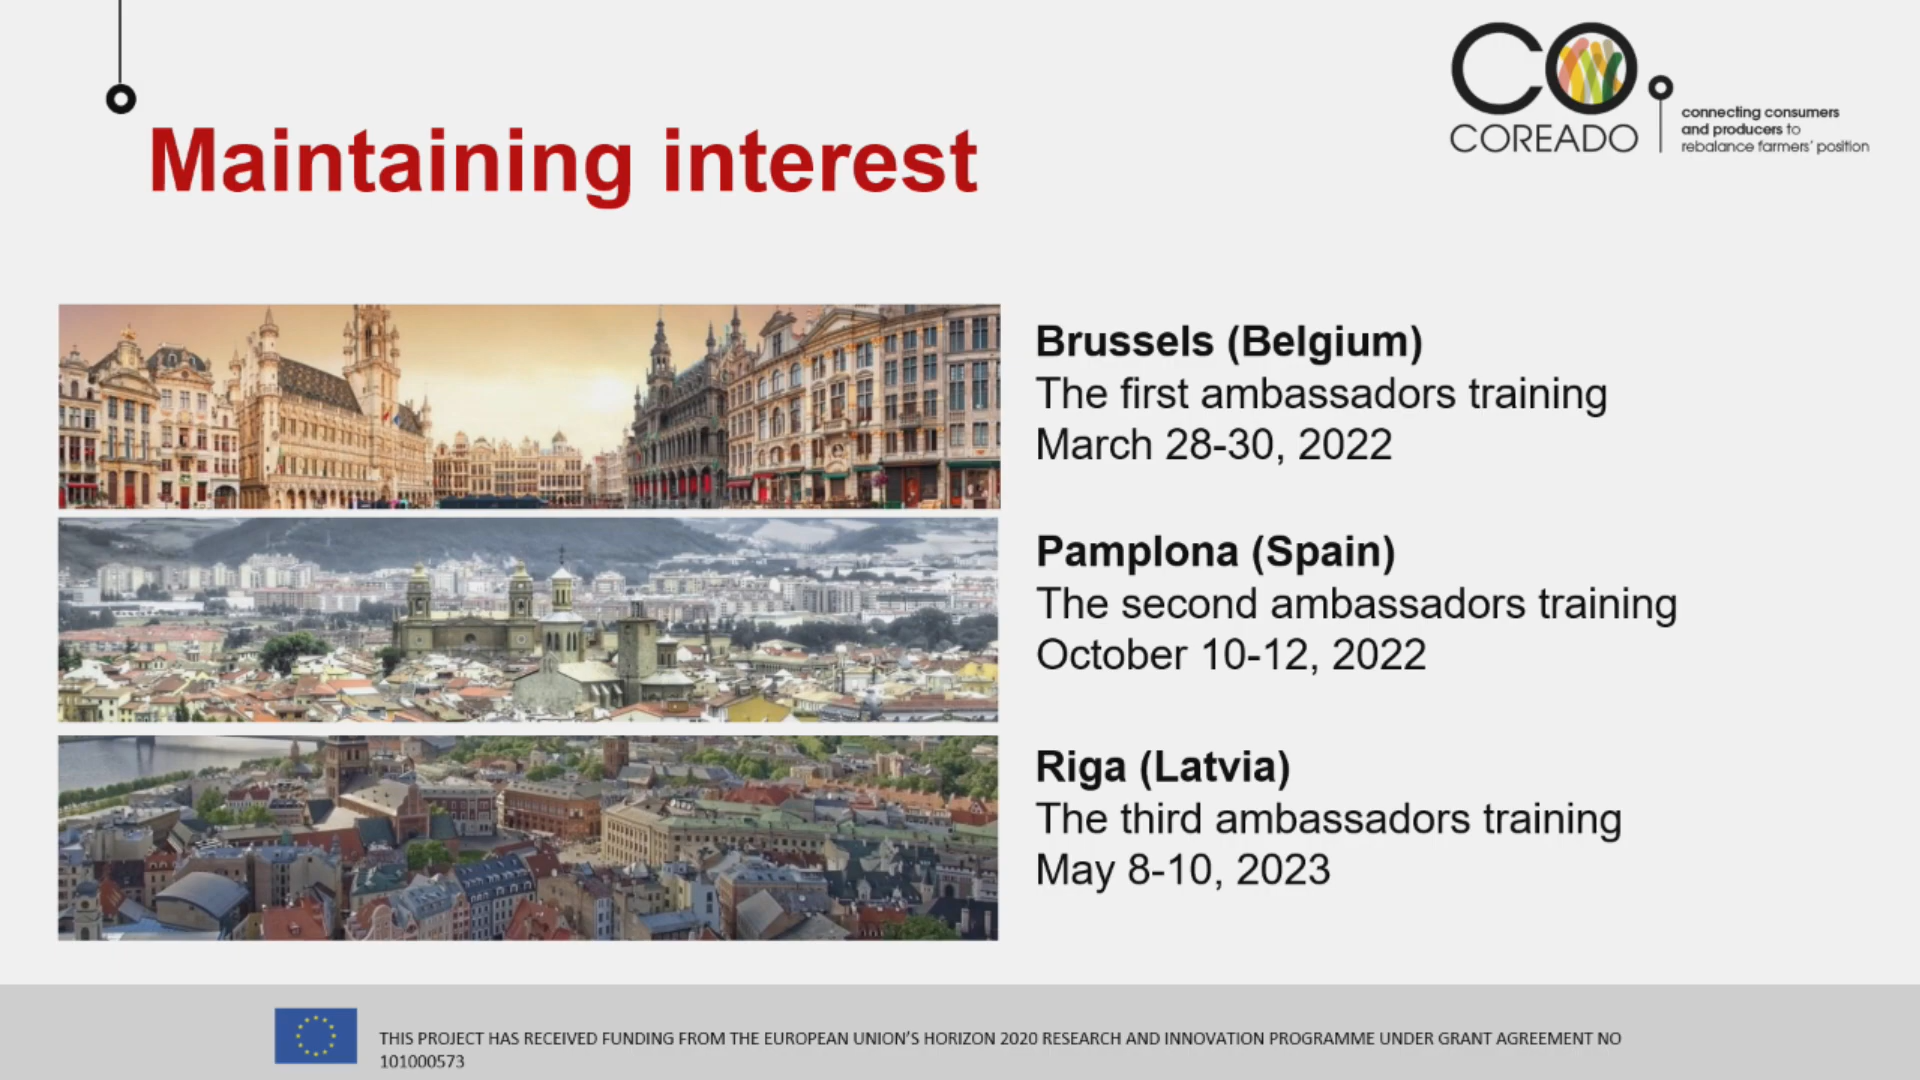 CO
COREADO
connecting consumers
and producers to
rebalance farmers' position
Maintaining interest
Brussels (Belgium)
The first ambassadors training
March 28-30, 2022
Pamplona (Spain)
The second ambassadors training
October 10-12, 2022
Riga (Latvia)
The third ambassadors training
May 8-10, 2023
THIS PROJECT HAS RECEIVED FUNDING FROM THE EUROPEAN UNION'S HORIZON 2020 RESEARCH AND INNOVATION PROGRAMME UNDER GRANT AGREEMENT NO
101000573